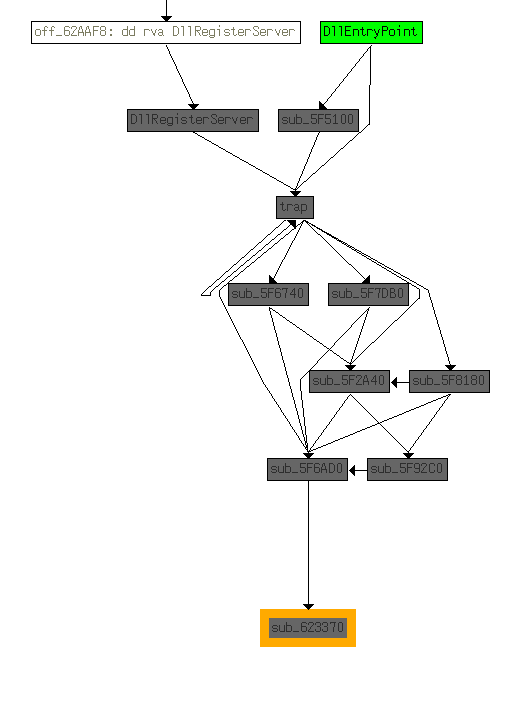 off_62AAF8: dd rva DllRegisterServer
DllEntryPoint
DllRegisterServer
sub_5F5100
trap
sub_5F6740
sub_5F7DB0
sub_5F2A40
sub_5F8180
sub_5F6AD0
sub_5F92C0
sub_623370